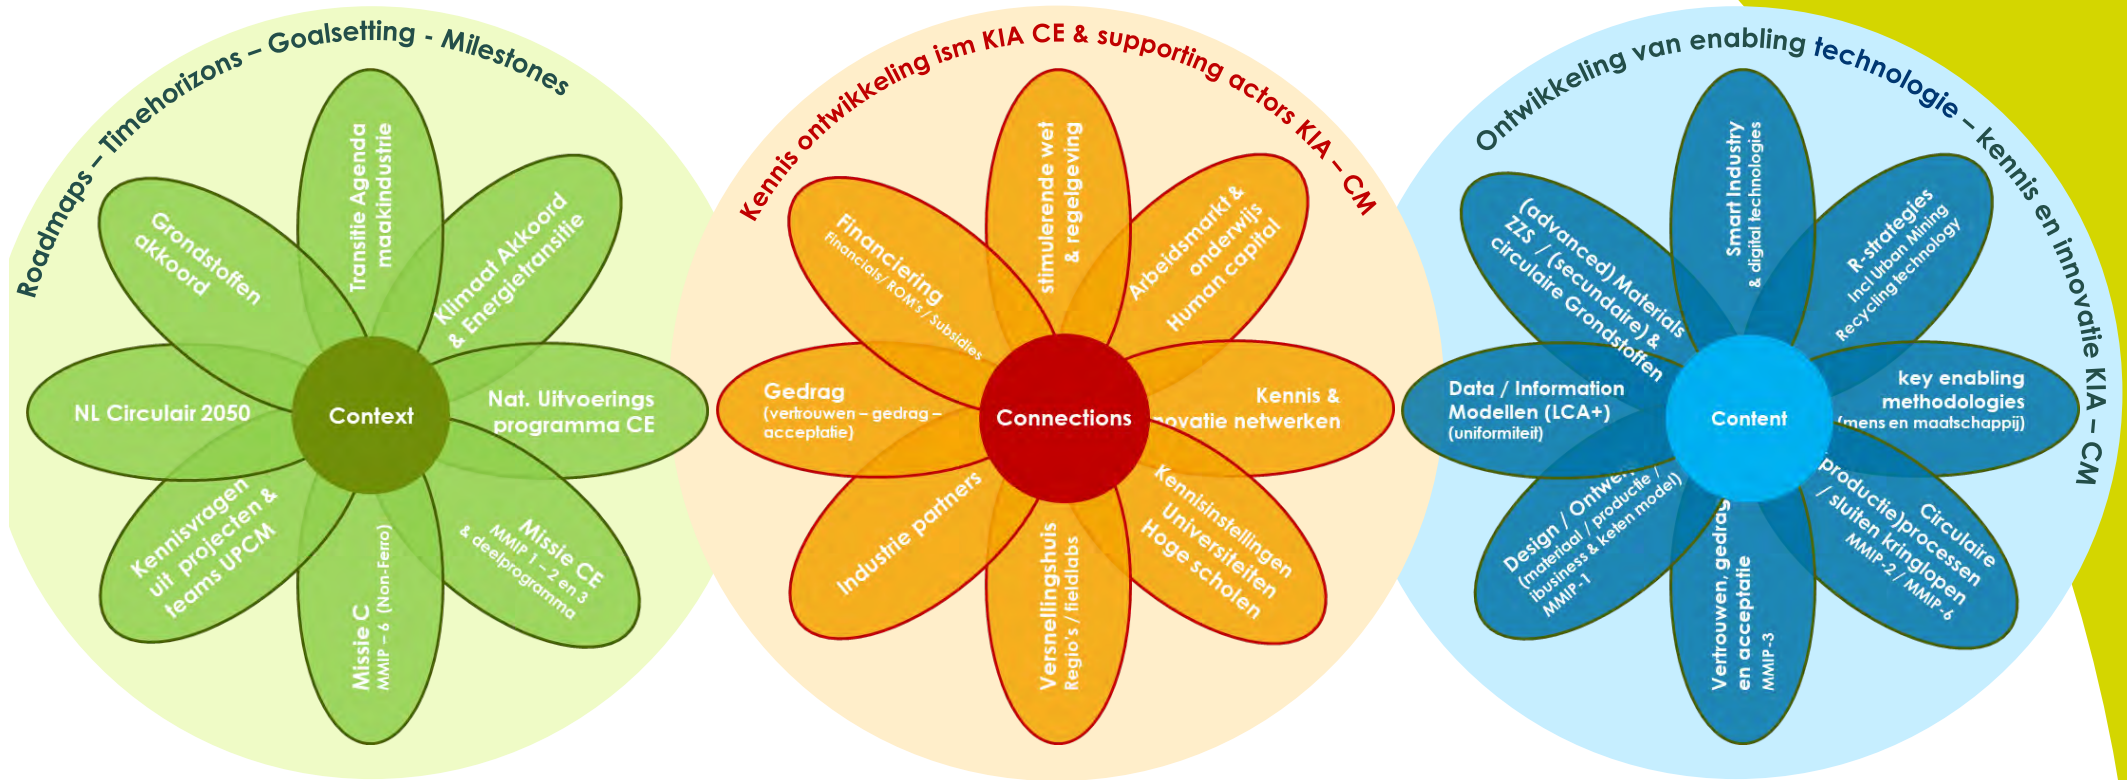 Roadmaps – Timehorizons – Goalsetting - Milestones
Transitie Agenda
maakindustrie
Klimaat Akkoord
& Energietransitie
Nat. Uitvoerings
programma CE
Missie CE
MMIP 1 – 2 en 3
& deelprogramma
Missie C
MMIP – 6 (Non-Ferro)
Kennisvragen
uit projecten &
teams UPCM
NL Circulair 2050
Grondstoffen
akkoord
Context
Kennis ontwikkeling ism KIA CE & supporting actors KIA – CM
stimulerende wet
& regelgeving
Arbeidsmarkt &
onderwijs
Human capital
Kennis &
novatie netwerken
Kennisinstellingen
Universiteiten
Hoge scholen
Versnellingshuis
Regio's / fieldlabs
Industrie partners
Gedrag
(vertrouwen – gedrag –
acceptatie)
Financiering
Financials/ ROM's / Subsidies
Connections
Ontwikkeling van enabling technologie – kennis en innovatie KIA – CM
Smart Industry
& digital technologies
R-strategies
Incl Urban Mining
Recycling technology
key enabling
methodologies
(mens en maatschappij)
Circulaire
productie)processen
/ sluiten kringlopen
MMIP-2 / MMIP-6
Vertrouwen, gedrag
en acceptatie
MMIP-3
Design / Ontwer
(materiaal / productie /
ibusiness & keten model)
MMIP-1
Data / Information
Modellen (LCA+)
(uniformiteit)
(advanced) Materials
ZZS / (secundaire) &
circulaire Grondstoffen
Content